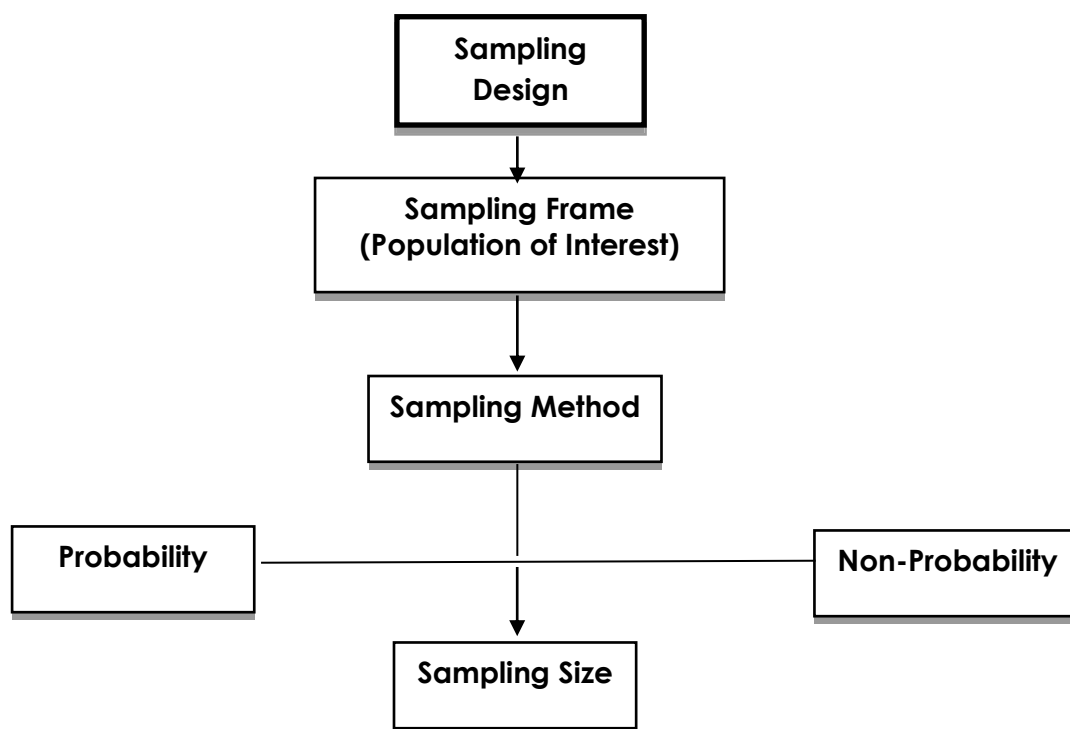 Sampling
Design
Sampling Frame
(Population of Interest)
Sampling Method
Probability
Non-Probability
Sampling Size